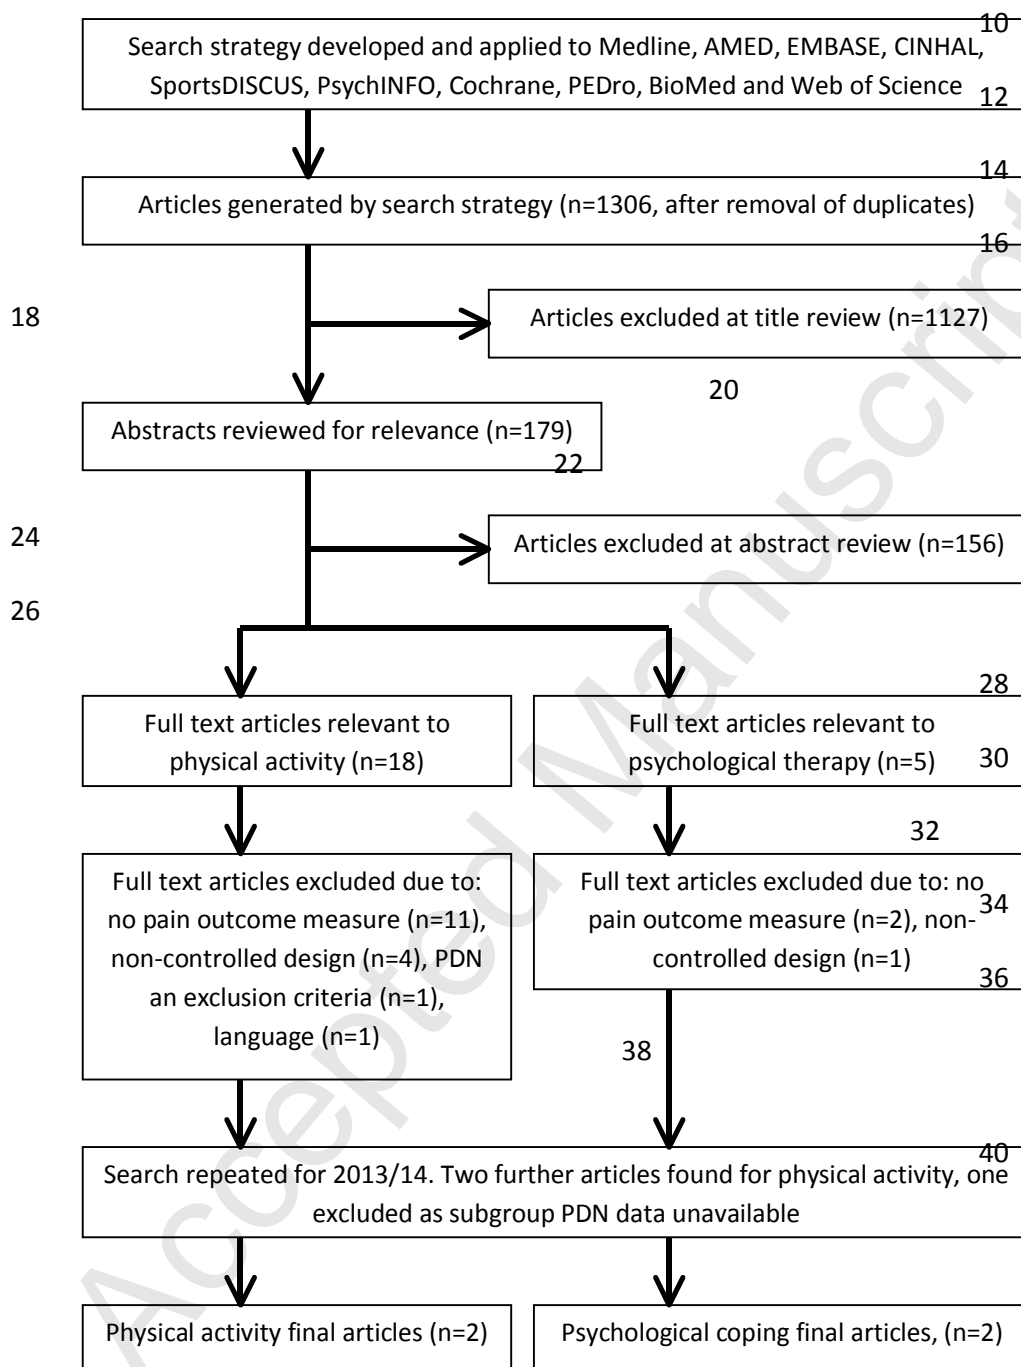 10
Search strategy developed and applied to Medline, AMED, EMBASE, CINHAL,
SportsDISCUS, PsychINFO, Cochrane, PEDro, BioMed and Web of Science
12
14
Articles generated by search strategy (n=1306, after removal of duplicates)
16
18
Articles excluded at title review (n=1127)
20
Abstracts reviewed for relevance (n=179)
22
24
Articles excluded at abstract review (n=156)
26
28
Full text articles relevant to
physical activity (n=18)
Full text articles relevant to
psychological therapy (n=5)
30
32
Full text articles excluded due to:
no pain outcome measure (n=11),
non-controlled design (n=4), PDN
an exclusion criteria (n=1),
language (n=1)
Full text articles excluded due to: no
pain outcome measure (n=2), non-
controlled design (n=1)
34
36
38
40
Search repeated for 2013/14. Two further articles found for physical activity, one
excluded as subgroup PDN data unavailable
Physical activity final articles (n=2)
Psychological coping final articles, (n=2)
Accepted Manuscript